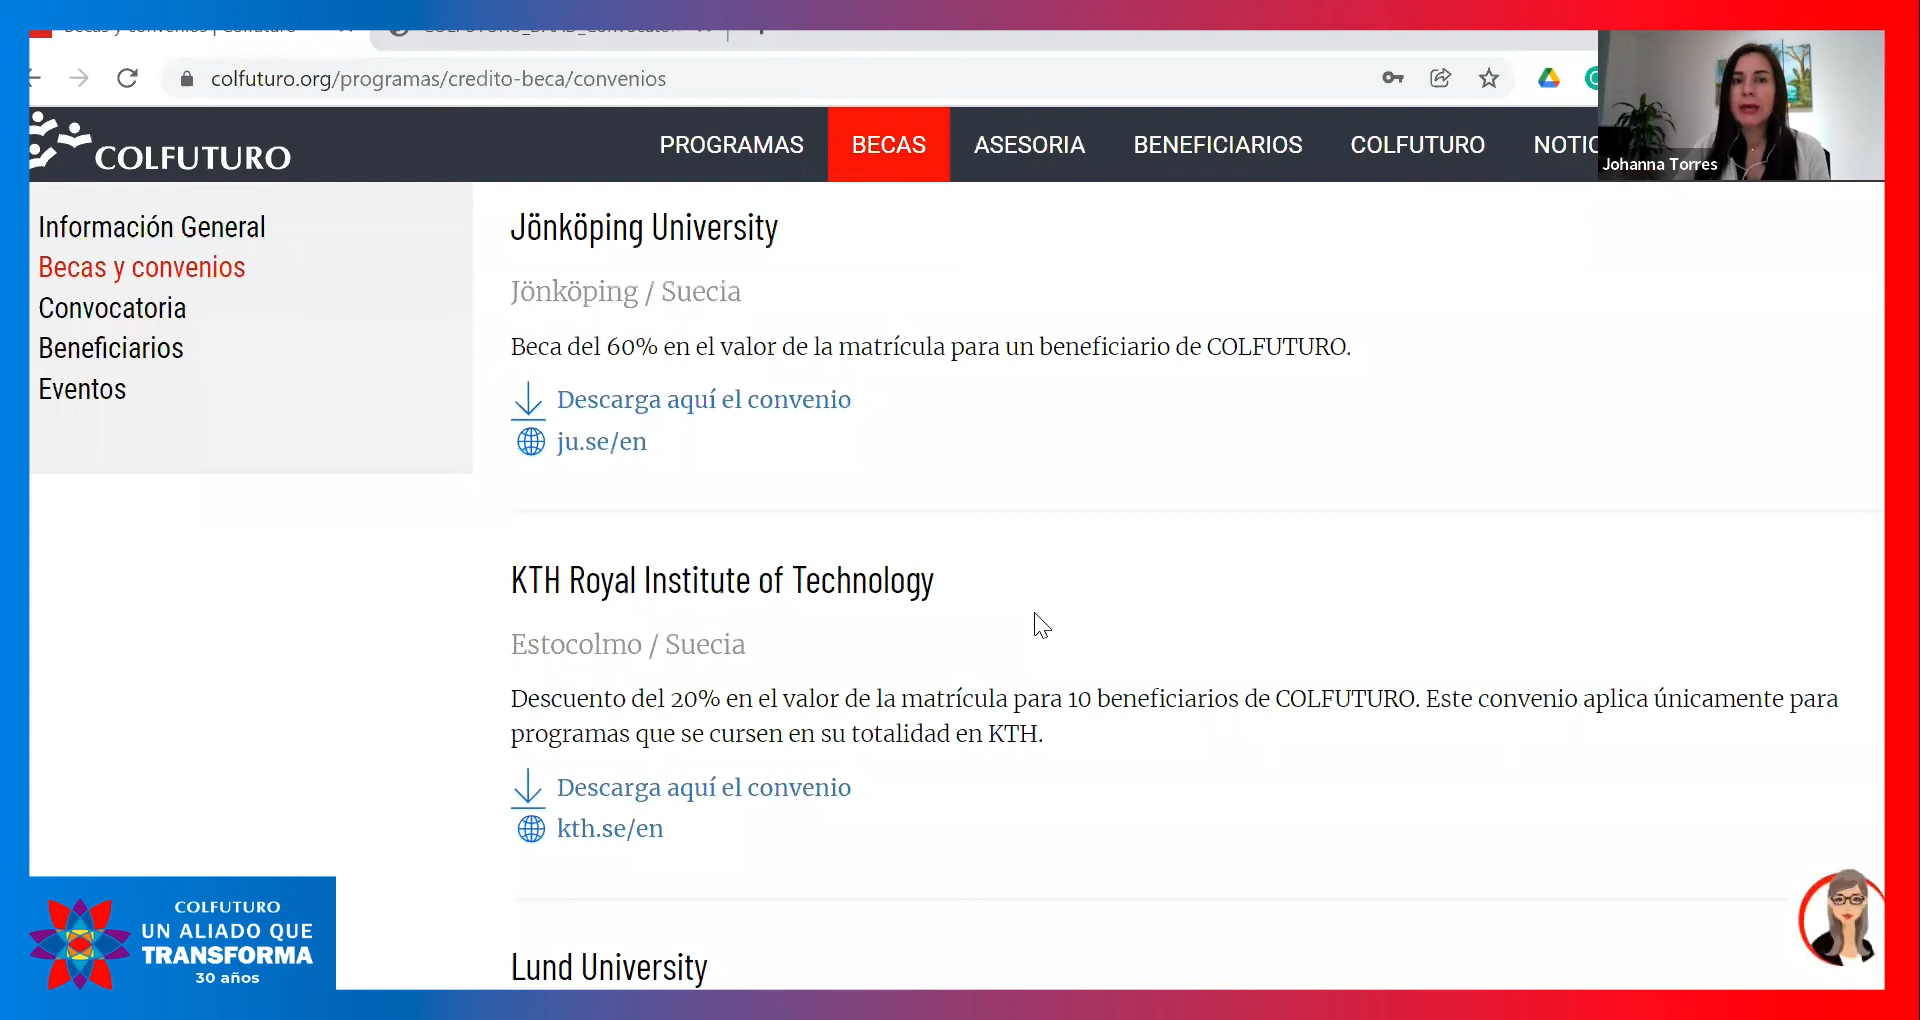 colfuturo.org/programas/credito-beca/convenios
COLFUTURO
PROGRAMAS
BECAS
ASESORIA
BENEFICIARIOS
COLFUTURO
NOTIC
Johanna Torres
Información General
Becas y convenios
Convocatoria
Beneficiarios
Eventos
Jönköping University
Jönköping / Suecia
Beca del 60% en el valor de la matrícula para un beneficiario de COLFUTURO.
Descarga aquí el convenio
ju.se/en
KTH Royal Institute of Technology
Estocolmo / Suecia
Descuento del 20% en el valor de la matrícula para 10 beneficiarios de COLFUTURO. Este convenio aplica únicamente para
programas que se cursen en su totalidad en KTH.
Descarga aquí el convenio
kth.se/en
Lund University
COLFUTURO
UN ALIADO QUE
TRANSFORMA
30 años